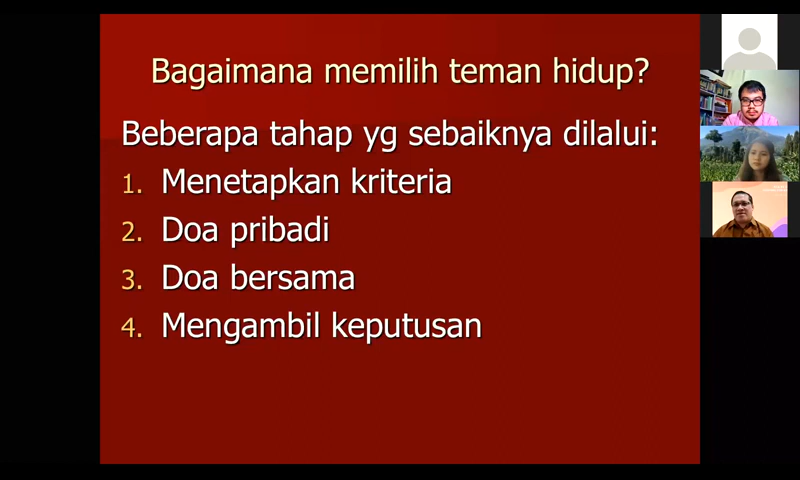 Bagaimana memilih teman hidup?
Beberapa tahap yg sebaiknya dilalui:
1. Menetapkan kriteria
2. Doa pribadi
3. Doa bersama
4. Mengambil keputusan